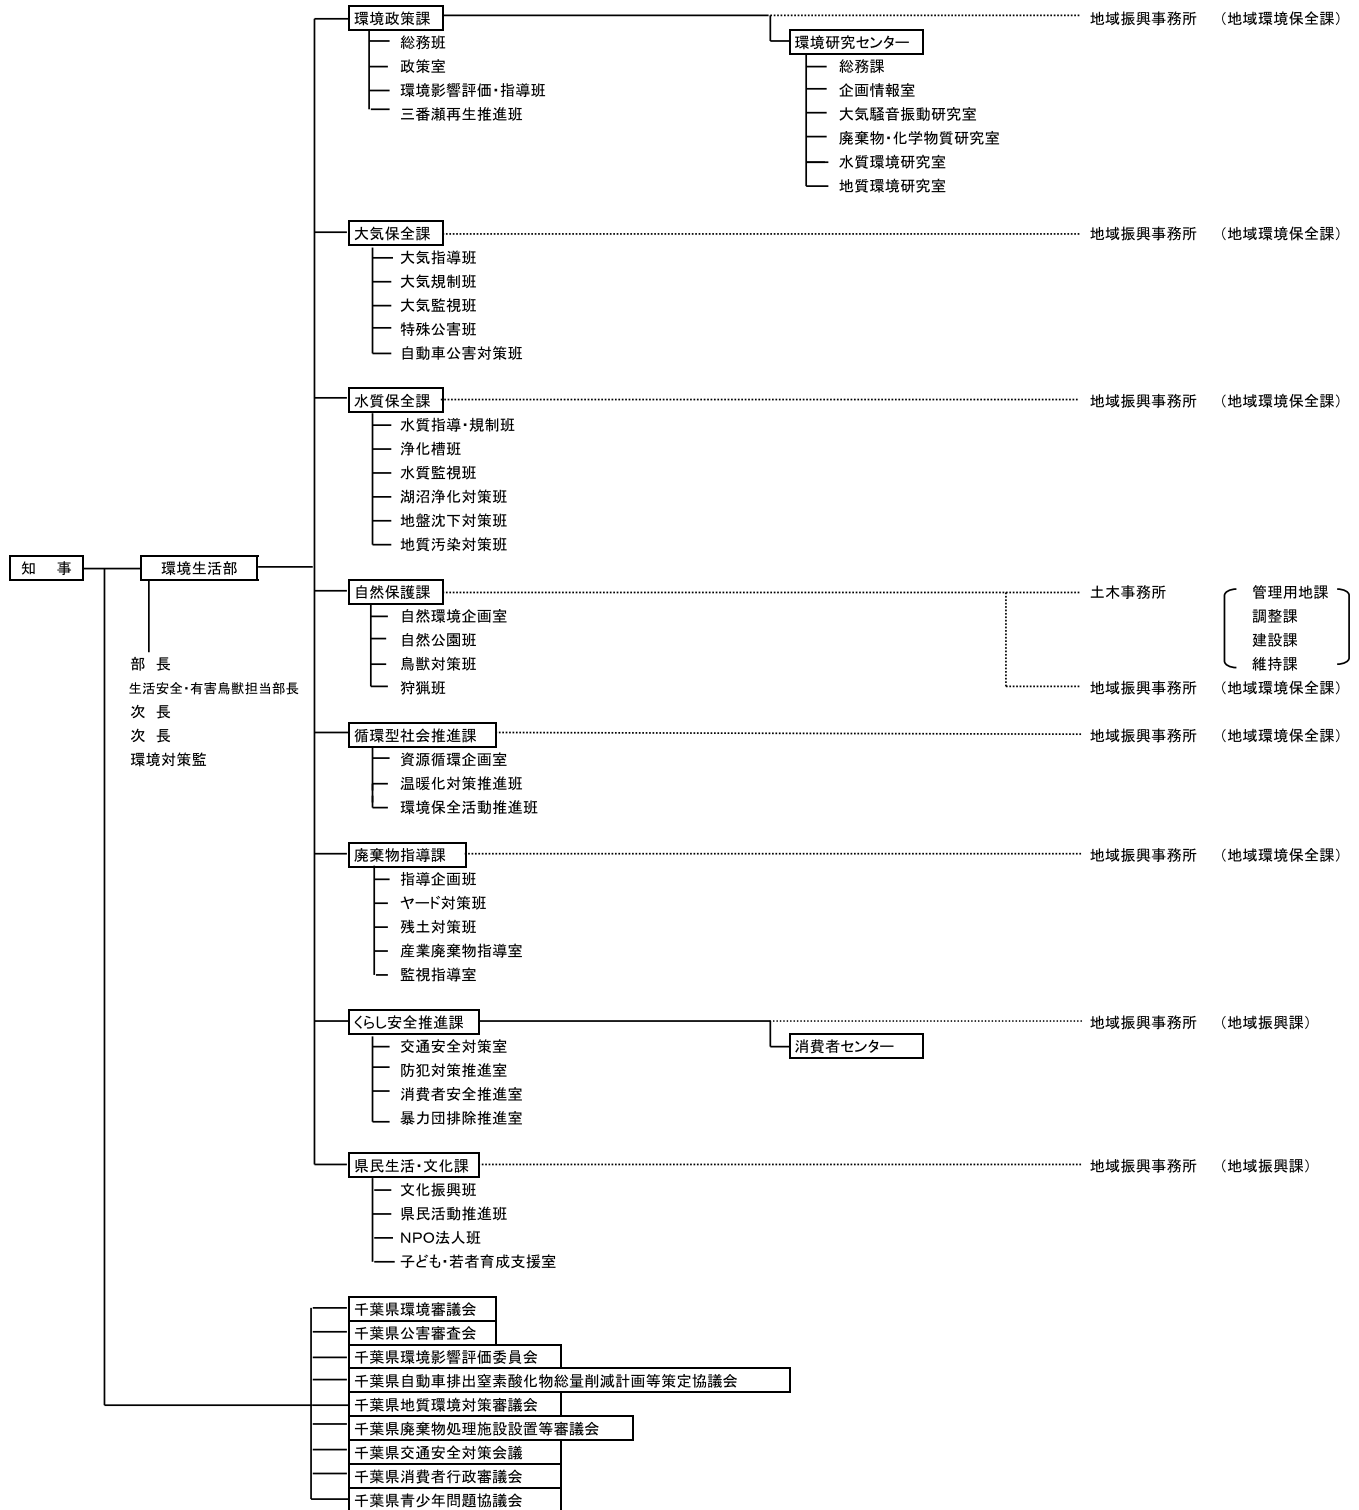 環境政策課 地域振興事務所 （地域環境保全課）
総務班 環境研究センター
政策室 総務課
環境影響評価・指導班 企画情報室
三番瀬再生推進班 大気騒音振動研究室
廃棄物・化学物質研究室
水質環境研究室
地質環境研究室
大気保全課 地域振興事務所 （地域環境保全課）
大気指導班
大気規制班
大気監視班
特殊公害班
自動車公害対策班
水質保全課 地域振興事務所 （地域環境保全課）
水質指導・規制班
浄化槽班
水質監視班
湖沼浄化対策班
地盤沈下対策班
地質汚染対策班
知 事 環境生活部
自然保護課 土木事務所 管理用地課
自然環境企画室 調整課
自然公園班 建設課
部 長 鳥獣対策班 維持課
生活安全・有害鳥獣担当部長 狩猟班 地域振興事務所 （地域環境保全課）
次 長
次 長 循環型社会推進課 地域振興事務所 （地域環境保全課）
環境対策監 資源循環企画室
温暖化対策推進班
環境保全活動推進班
廃棄物指導課 地域振興事務所 （地域環境保全課）
指導企画班
ヤード対策班
残土対策班
産業廃棄物指導室
監視指導室
くらし安全推進課 地域振興事務所 （地域振興課）
交通安全対策室 消費者センター
防犯対策推進室
消費者安全推進室
暴力団排除推進室
県民生活・文化課 地域振興事務所 （地域振興課）
文化振興班
県民活動推進班
NPO法人班
子ども・若者育成支援室
千葉県環境審議会
千葉県公害審査会
千葉県環境影響評価委員会
千葉県自動車排出窒素酸化物総量削減計画等策定協議会
千葉県地質環境対策審議会
千葉県廃棄物処理施設設置等審議会
千葉県交通安全対策会議
千葉県消費者行政審議会
千葉県青少年問題協議会